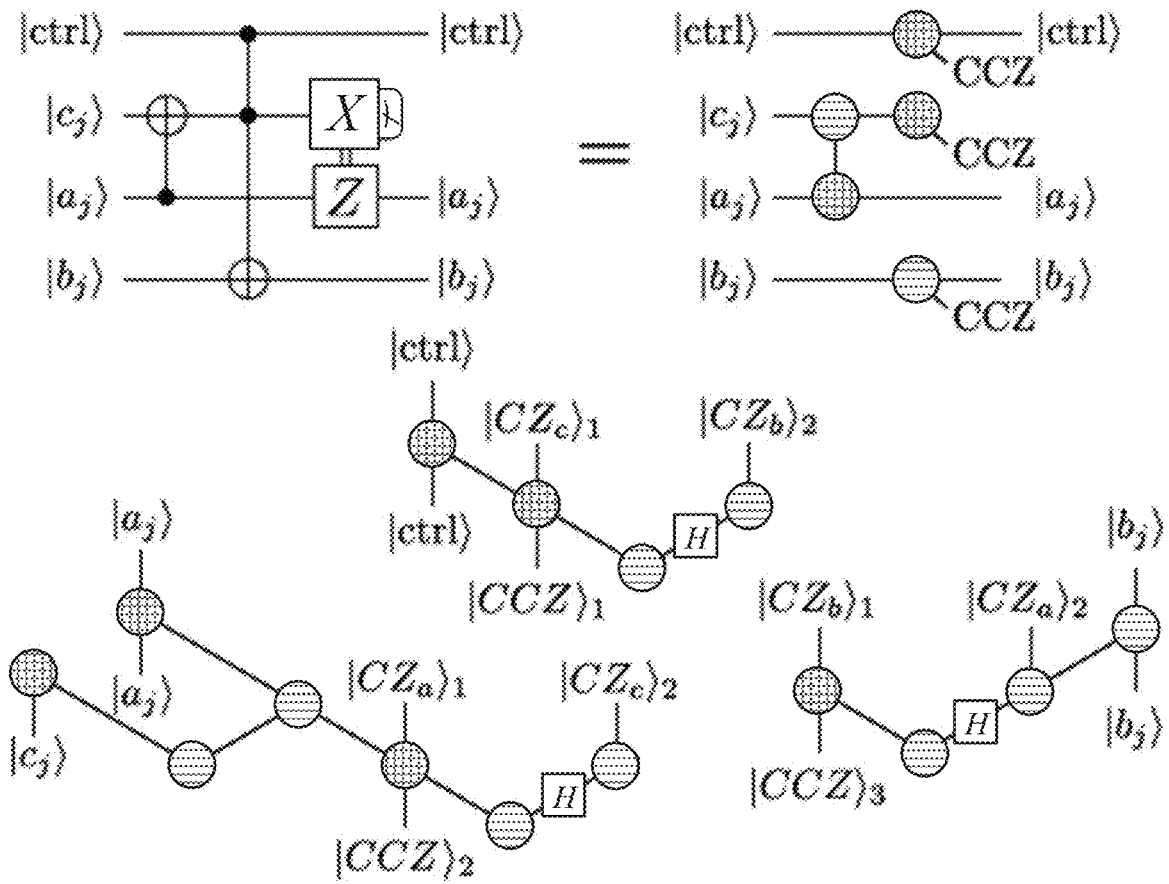 |ctrl⟩ |ctrl⟩ |ctrl⟩ |ctrl⟩
CCZ
|c_j⟩ X = |c_j⟩
CCZ
|a_j⟩ Z |a_j⟩ |a_j⟩ |a_j⟩
|b_j⟩ |b_j⟩ |b_j⟩ |b_j⟩
CCZ
|ctrl⟩
|CZ_c⟩_1 |CZ_b⟩_2
|ctrl⟩ H
|CCZ⟩_1
|a_j⟩
|a_j⟩ |CZ_a⟩_1 |CZ_c⟩_2
|c_j⟩
H
|CCZ⟩_2
|b_j⟩
|CZ_b⟩_1 |CZ_a⟩_2
H |b_j⟩
|CCZ⟩_3